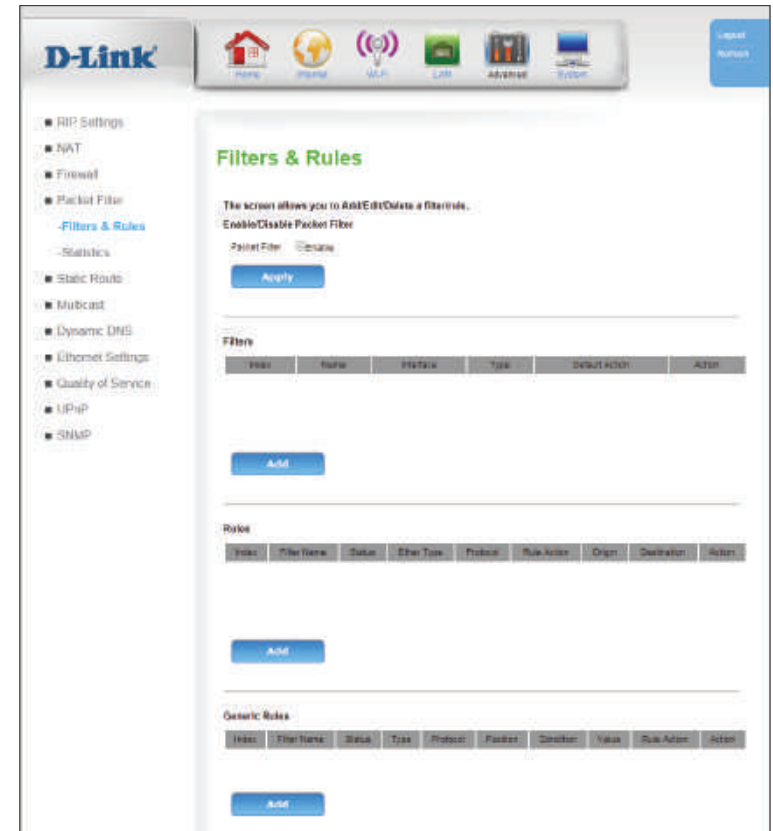 D-Link
Home
Internet
Wi-Fi
LAN
Advanced
System
Logout
RIP Settings
NAT
Firewall
Packet Filter
-Filters & Rules
-Statistics
Static Route
Multicast
Dynamic DNS
Ethernet Settings
Quality of Service
UPnP
SNMP
Filters & Rules
The screen allows you to Add/Edit/Delete a filter/rule.
Enable/Disable Packet Filter
Packet Filter Enable
Apply
Filters
Index Name Interface Type Default Action Action
Add
Rules
Index Filter Name Status Ether Type Protocol Rule Action Origin Destination Action
Add
Generic Rules
Index Filter Name Status Type Protocol Position Condition Value Rule Action Action
Add